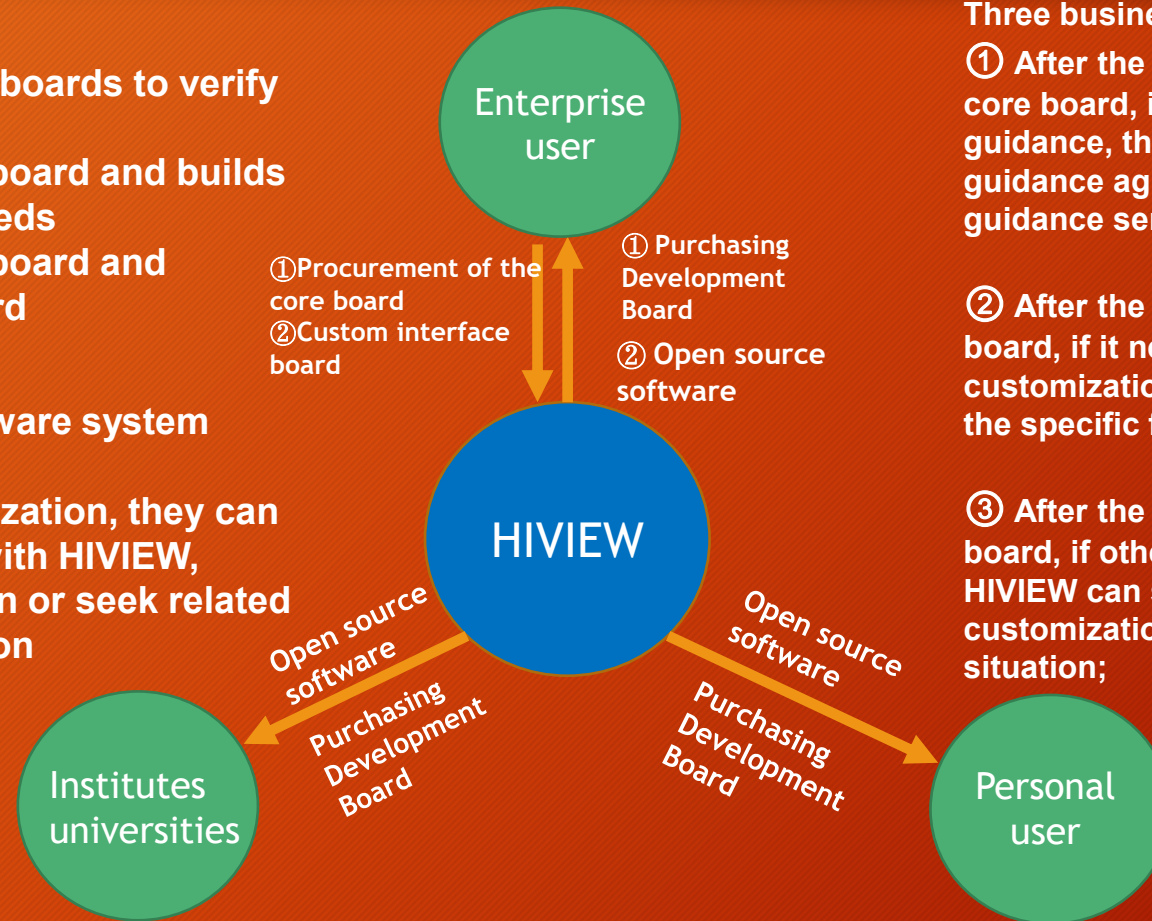 boards to verify
board and builds
eds
board and
rd
ware system
zation, they can
with HIVIEW,
n or seek related
on
Enterprise
user
①Procurement of the
core board
②Custom interface
board
① Purchasing
Development
Board
② Open source
software
HIVIEW
Open source
software
Purchasing
Development
Board
Open source
software
Purchasing
Development
Board
Institutes
universities
Personal
user
Three busine
① After the
core board, i
guidance, th
guidance ag
guidance se
② After the
board, if it ne
customizatio
the specific f
③ After the
board, if othe
HIVIEW can s
customizatio
situation;